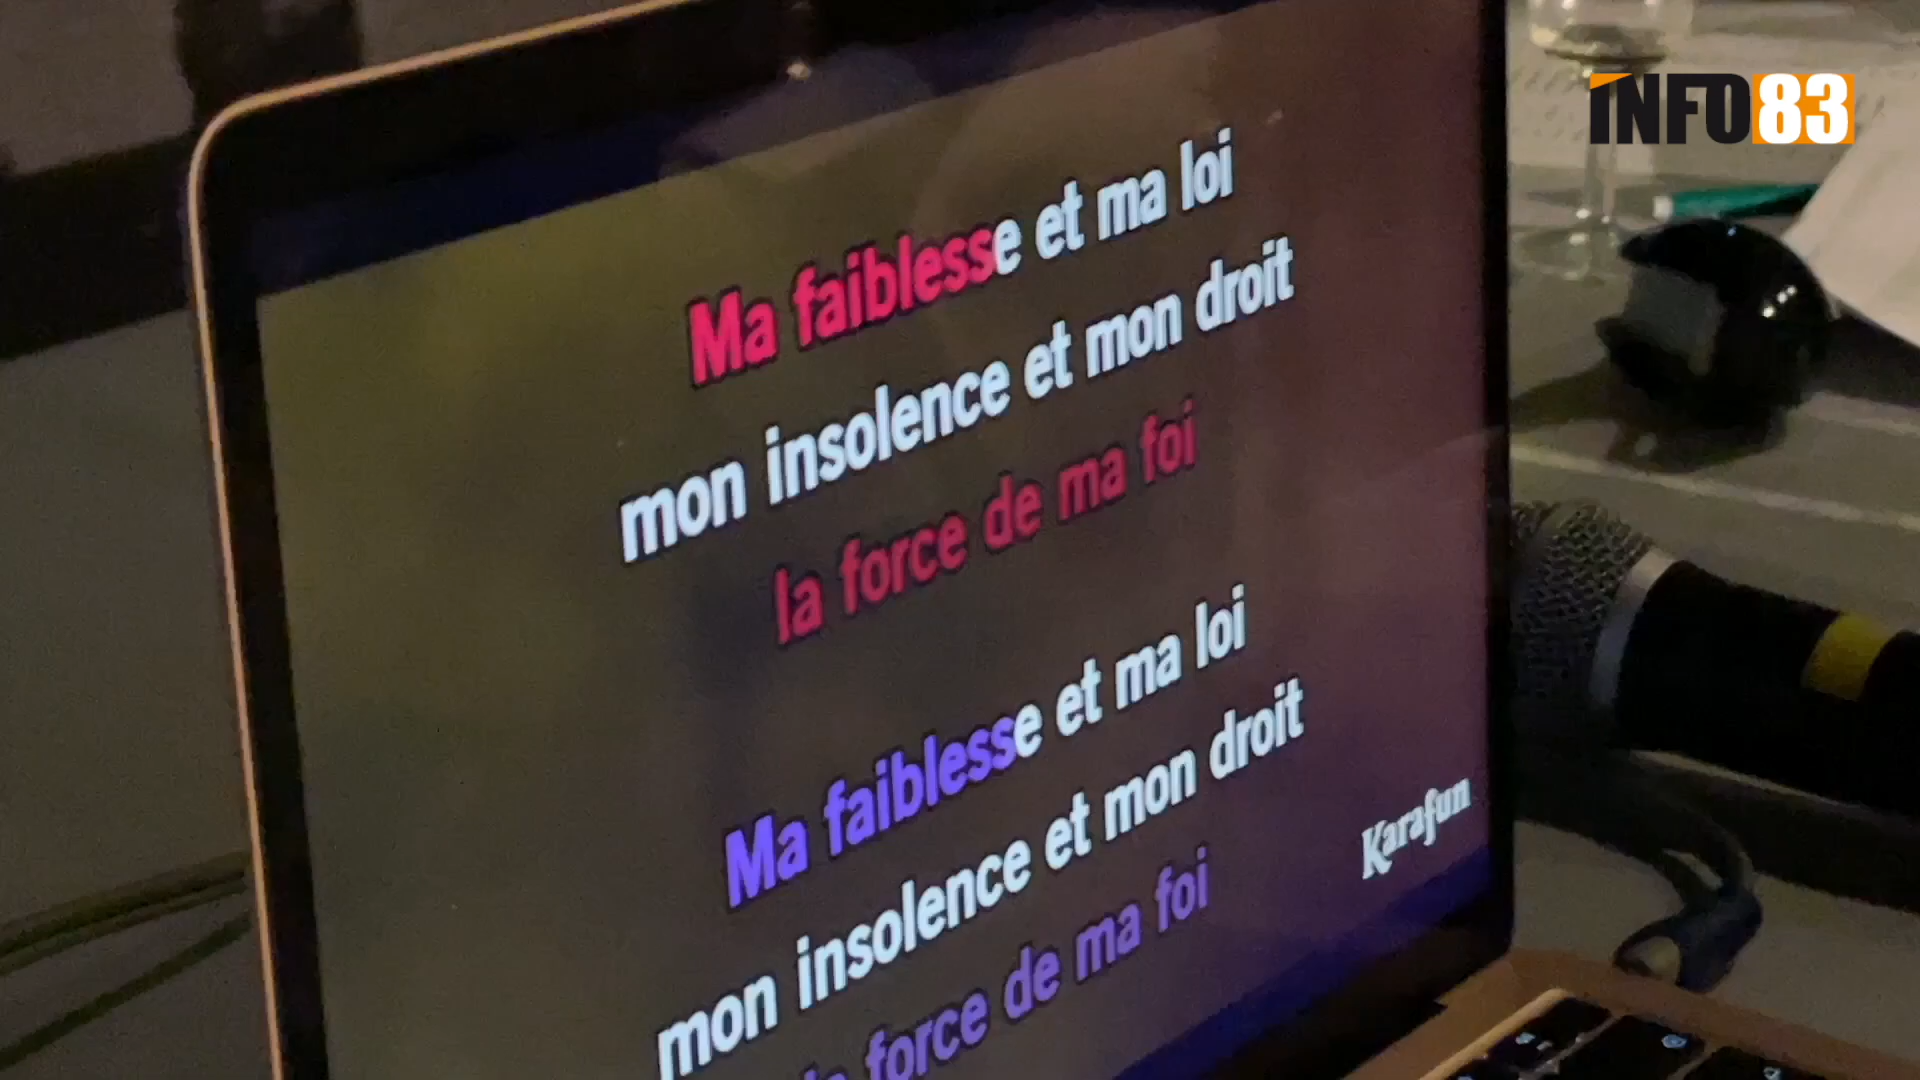 INFO83
Ma faiblesse et ma loi
mon insolence et mon droit
la force de ma foi
Ma faiblesse et ma loi
mon insolence et mon droit
force de ma foi
Karafun